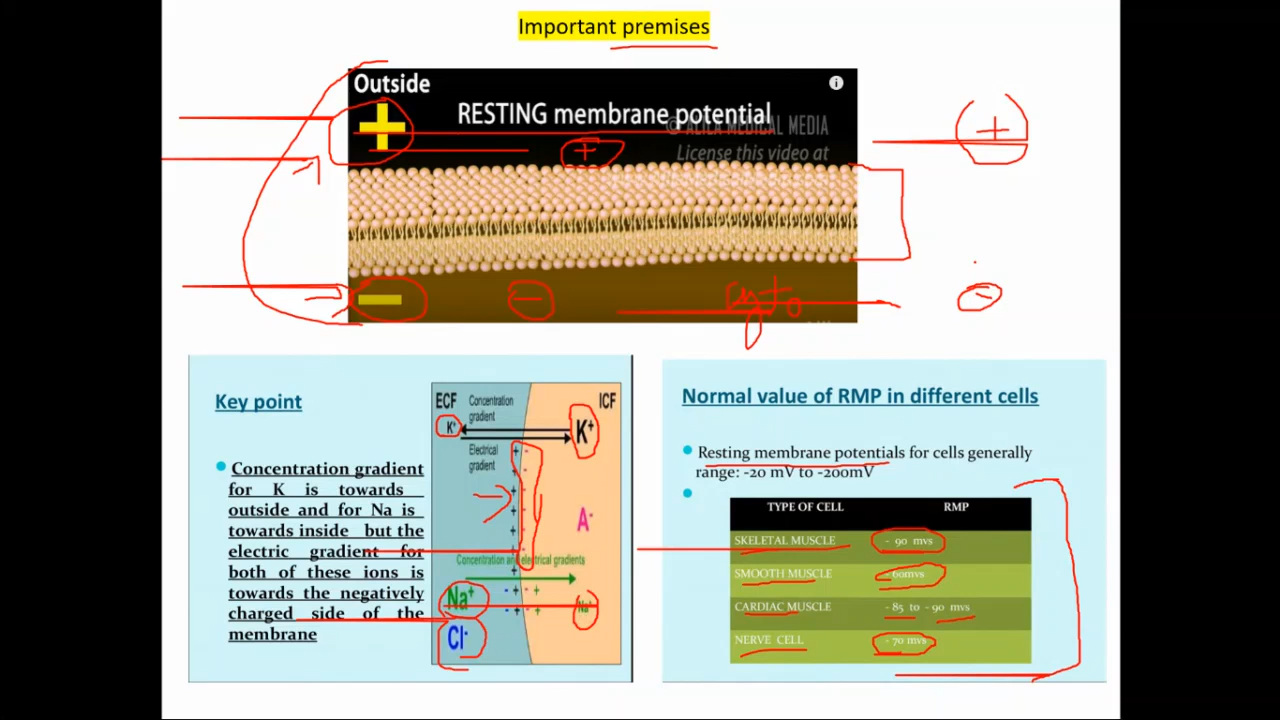 Important premises
Outside
RESTING membrane potential
© ALILA MEDICAL MEDIA
License this video at
+
+
cyto
Key point
Concentration gradient
for K is towards
outside and for Na is
towards inside but the
electric gradient for
both of these ions is
towards the negatively
charged side of the
membrane
ECF
Concentration
gradient
ICF
K+
K+
Electrical
gradient
A-
Concentration and electrical gradients
Na+
Na+
Cl-
Normal value of RMP in different cells
Resting membrane potentials for cells generally
range: -20 mV to -200mV
TYPE OF CELL RMP
SKELETAL MUSCLE - 90 mvs
SMOOTH MUSCLE - 60mvs
CARDIAC MUSCLE - 85 to - 90 mvs
NERVE CELL - 70 mvs